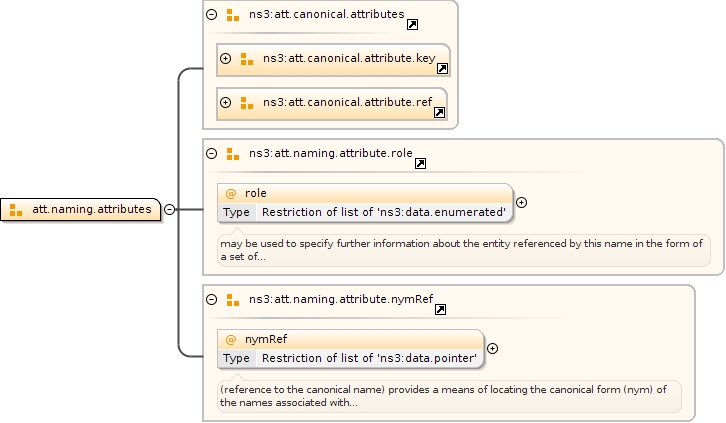 ns3:att.canonical.attributes
ns3:att.canonical.attribute.key
ns3:att.canonical.attribute.ref
ns3:att.naming.attribute.role
@ role
Type Restriction of list of 'ns3:data.enumerated'
may be used to specify further information about the entity referenced by this name in the form of
a set of...
att.naming.attributes
ns3:att.naming.attribute.nymRef
@ nymRef
Type Restriction of list of 'ns3:data.pointer'
(reference to the canonical name) provides a means of locating the canonical form (nym) of
the names associated with...